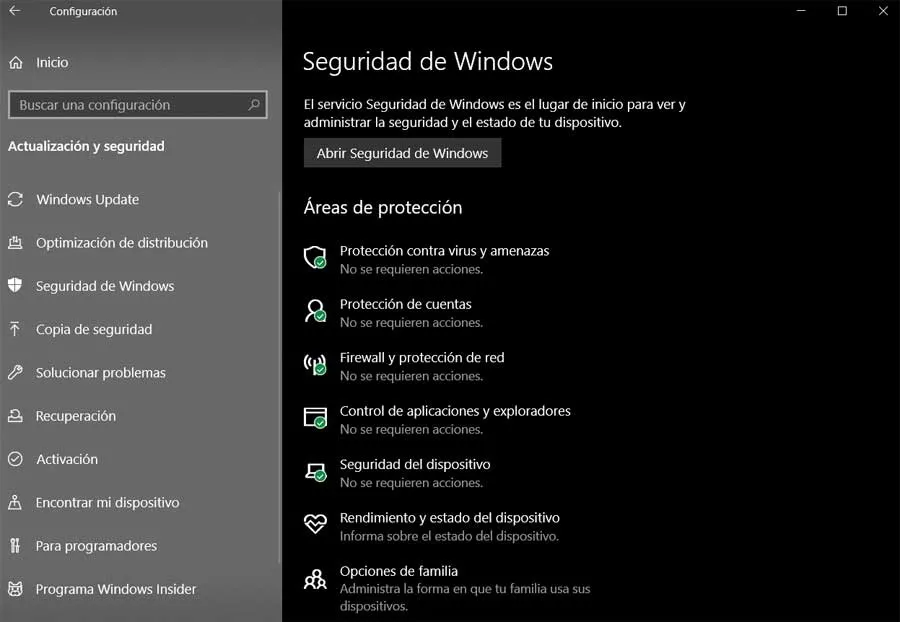 Configuración
Inicio
Buscar una configuración
Actualización y seguridad
Windows Update
Optimización de distribución
Seguridad de Windows
Copia de seguridad
Solucionar problemas
Recuperación
Activación
Encontrar mi dispositivo
Para programadores
Programa Windows Insider
Seguridad de Windows
El servicio Seguridad de Windows es el lugar de inicio para ver y
administrar la seguridad y el estado de tu dispositivo.
Abrir Seguridad de Windows
Áreas de protección
Protección contra virus y amenazas
No se requieren acciones.
Protección de cuentas
No se requieren acciones.
Firewall y protección de red
No se requieren acciones.
Control de aplicaciones y exploradores
No se requieren acciones.
Seguridad del dispositivo
No se requieren acciones.
Rendimiento y estado del dispositivo
Informa sobre el estado del dispositivo.
Opciones de familia
Administra la forma en que tu familia usa sus
dispositivos.